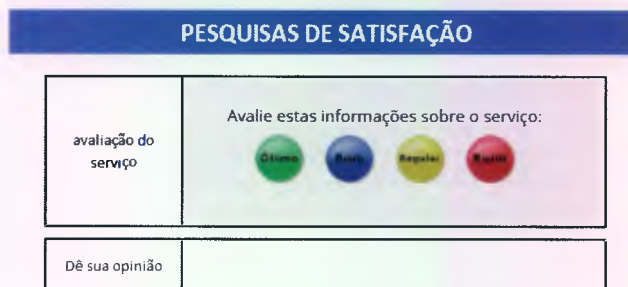 PESQUISAS DE SATISFAÇÃO
avaliação do
serviço
Avalie estas informações sobre o serviço:
Ótimo Bom Regular Ruim
Dê sua opinião